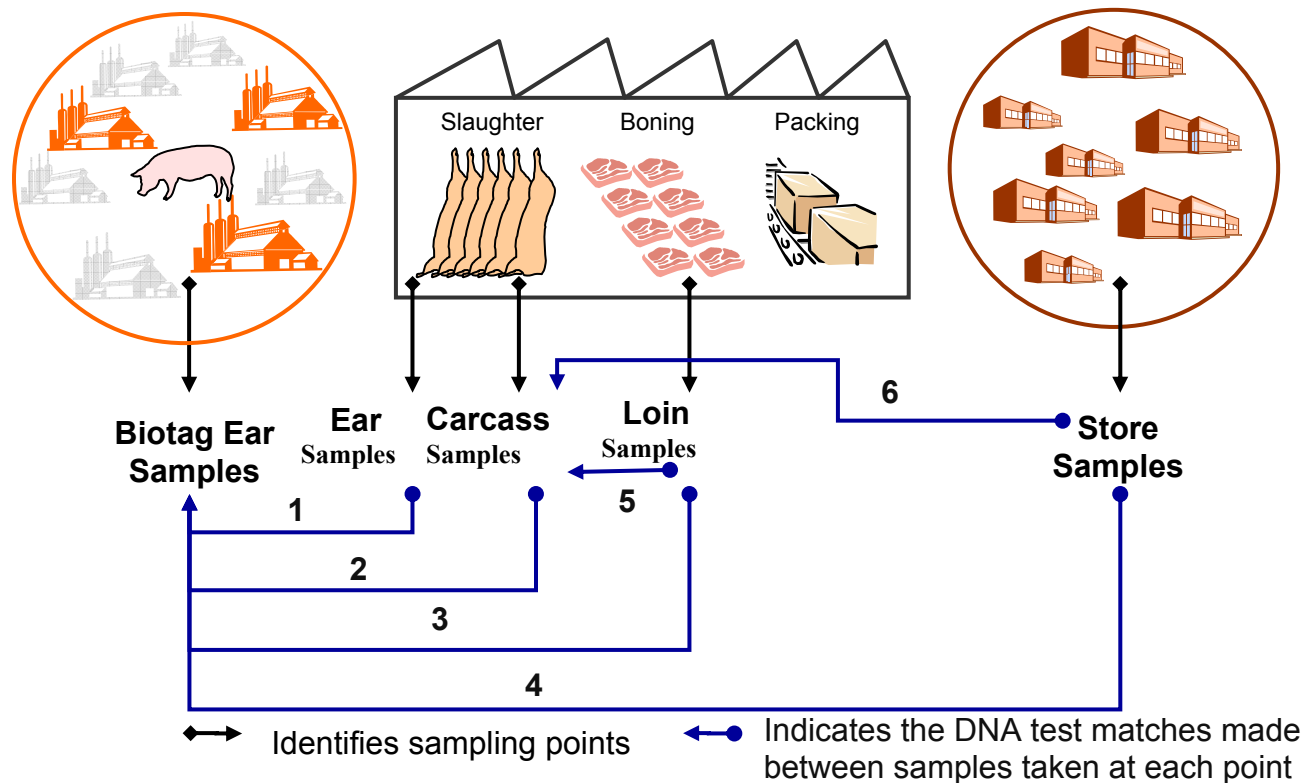 Slaughter
Boning
Packing
Biotag Ear
Samples
Ear
Samples
Carcass
Samples
Loin
Samples
Store
Samples
6
5
1
2
3
4
Identifies sampling points
Indicates the DNA test matches made
between samples taken at each point